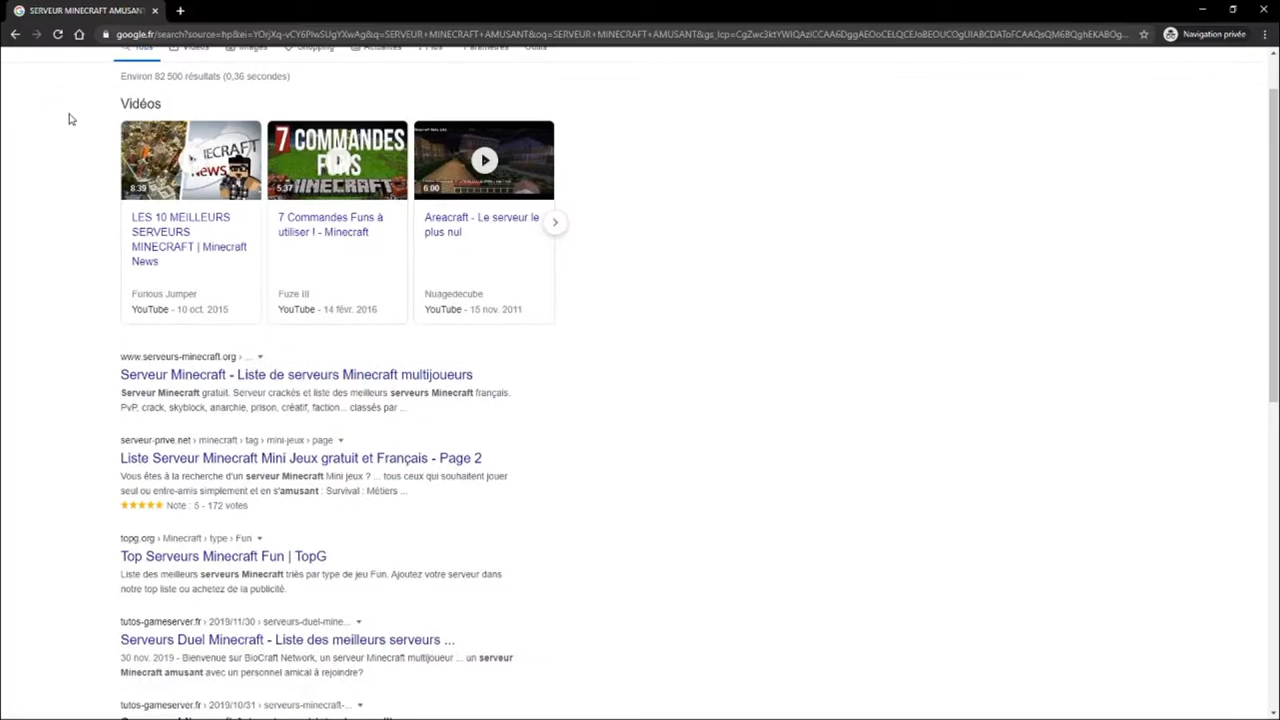 SERVEUR MINECRAFT AMUSANT
google.fr/search?source=hp&ei=YOrjXq-vCY6PlwSUgYXwAg&q=SERVEUR+MINECRAFT+AMUSANT&oq=SERVEUR+MINECRAFT+AMUSANT
Navigation privée
Tous Vidéos Images Shopping Actualités Plus Paramètres Outils
Environ 82 500 résultats (0,36 secondes)
Vidéos
News
8:39
7 COMMANDES
FUNS
MINECRAFT
5:37
6:00
LES 10 MEILLEURS
SERVEURS
MINECRAFT | Minecraft
News
Furious Jumper
YouTube - 10 oct. 2015
7 Commandes Funs à
utiliser ! - Minecraft
Fuze III
YouTube - 14 févr. 2016
Areacraft - Le serveur le
plus nul
Nuagedecube
YouTube - 15 nov. 2011
www.serveurs-minecraft.org › ...
Serveur Minecraft - Liste de serveurs Minecraft multijoueurs
Serveur Minecraft gratuit. Serveur crackés et liste des meilleurs serveurs Minecraft français.
PvP, crack, skyblock, anarchie, prison, créatif, faction... classés par ...
serveur-prive.net › minecraft › tag › mini-jeux › page
Liste Serveur Minecraft Mini Jeux gratuit et Français - Page 2
Vous êtes à la recherche d'un serveur Minecraft Mini jeux ? ... tous ceux qui souhaitent jouer
seul ou entre-amis simplement et en s'amusant : Survival : Métiers ...
Note : 5 - 172 votes
topg.org › Minecraft › type › Fun
Top Serveurs Minecraft Fun | TopG
Liste des meilleurs serveurs Minecraft triés par type de jeu Fun. Ajoutez votre serveur dans
notre top liste ou achetez de la publicité.
tutos-gameserver.fr › 2019/11/30 › serveurs-duel-mine...
Serveurs Duel Minecraft - Liste des meilleurs serveurs ...
30 nov. 2019 - Bienvenue sur BioCraft Network, un serveur Minecraft multijoueur ... un serveur
Minecraft amusant avec un personnel amical à rejoindre?
tutos-gameserver.fr › 2019/10/31 › serveurs-minecraft-...